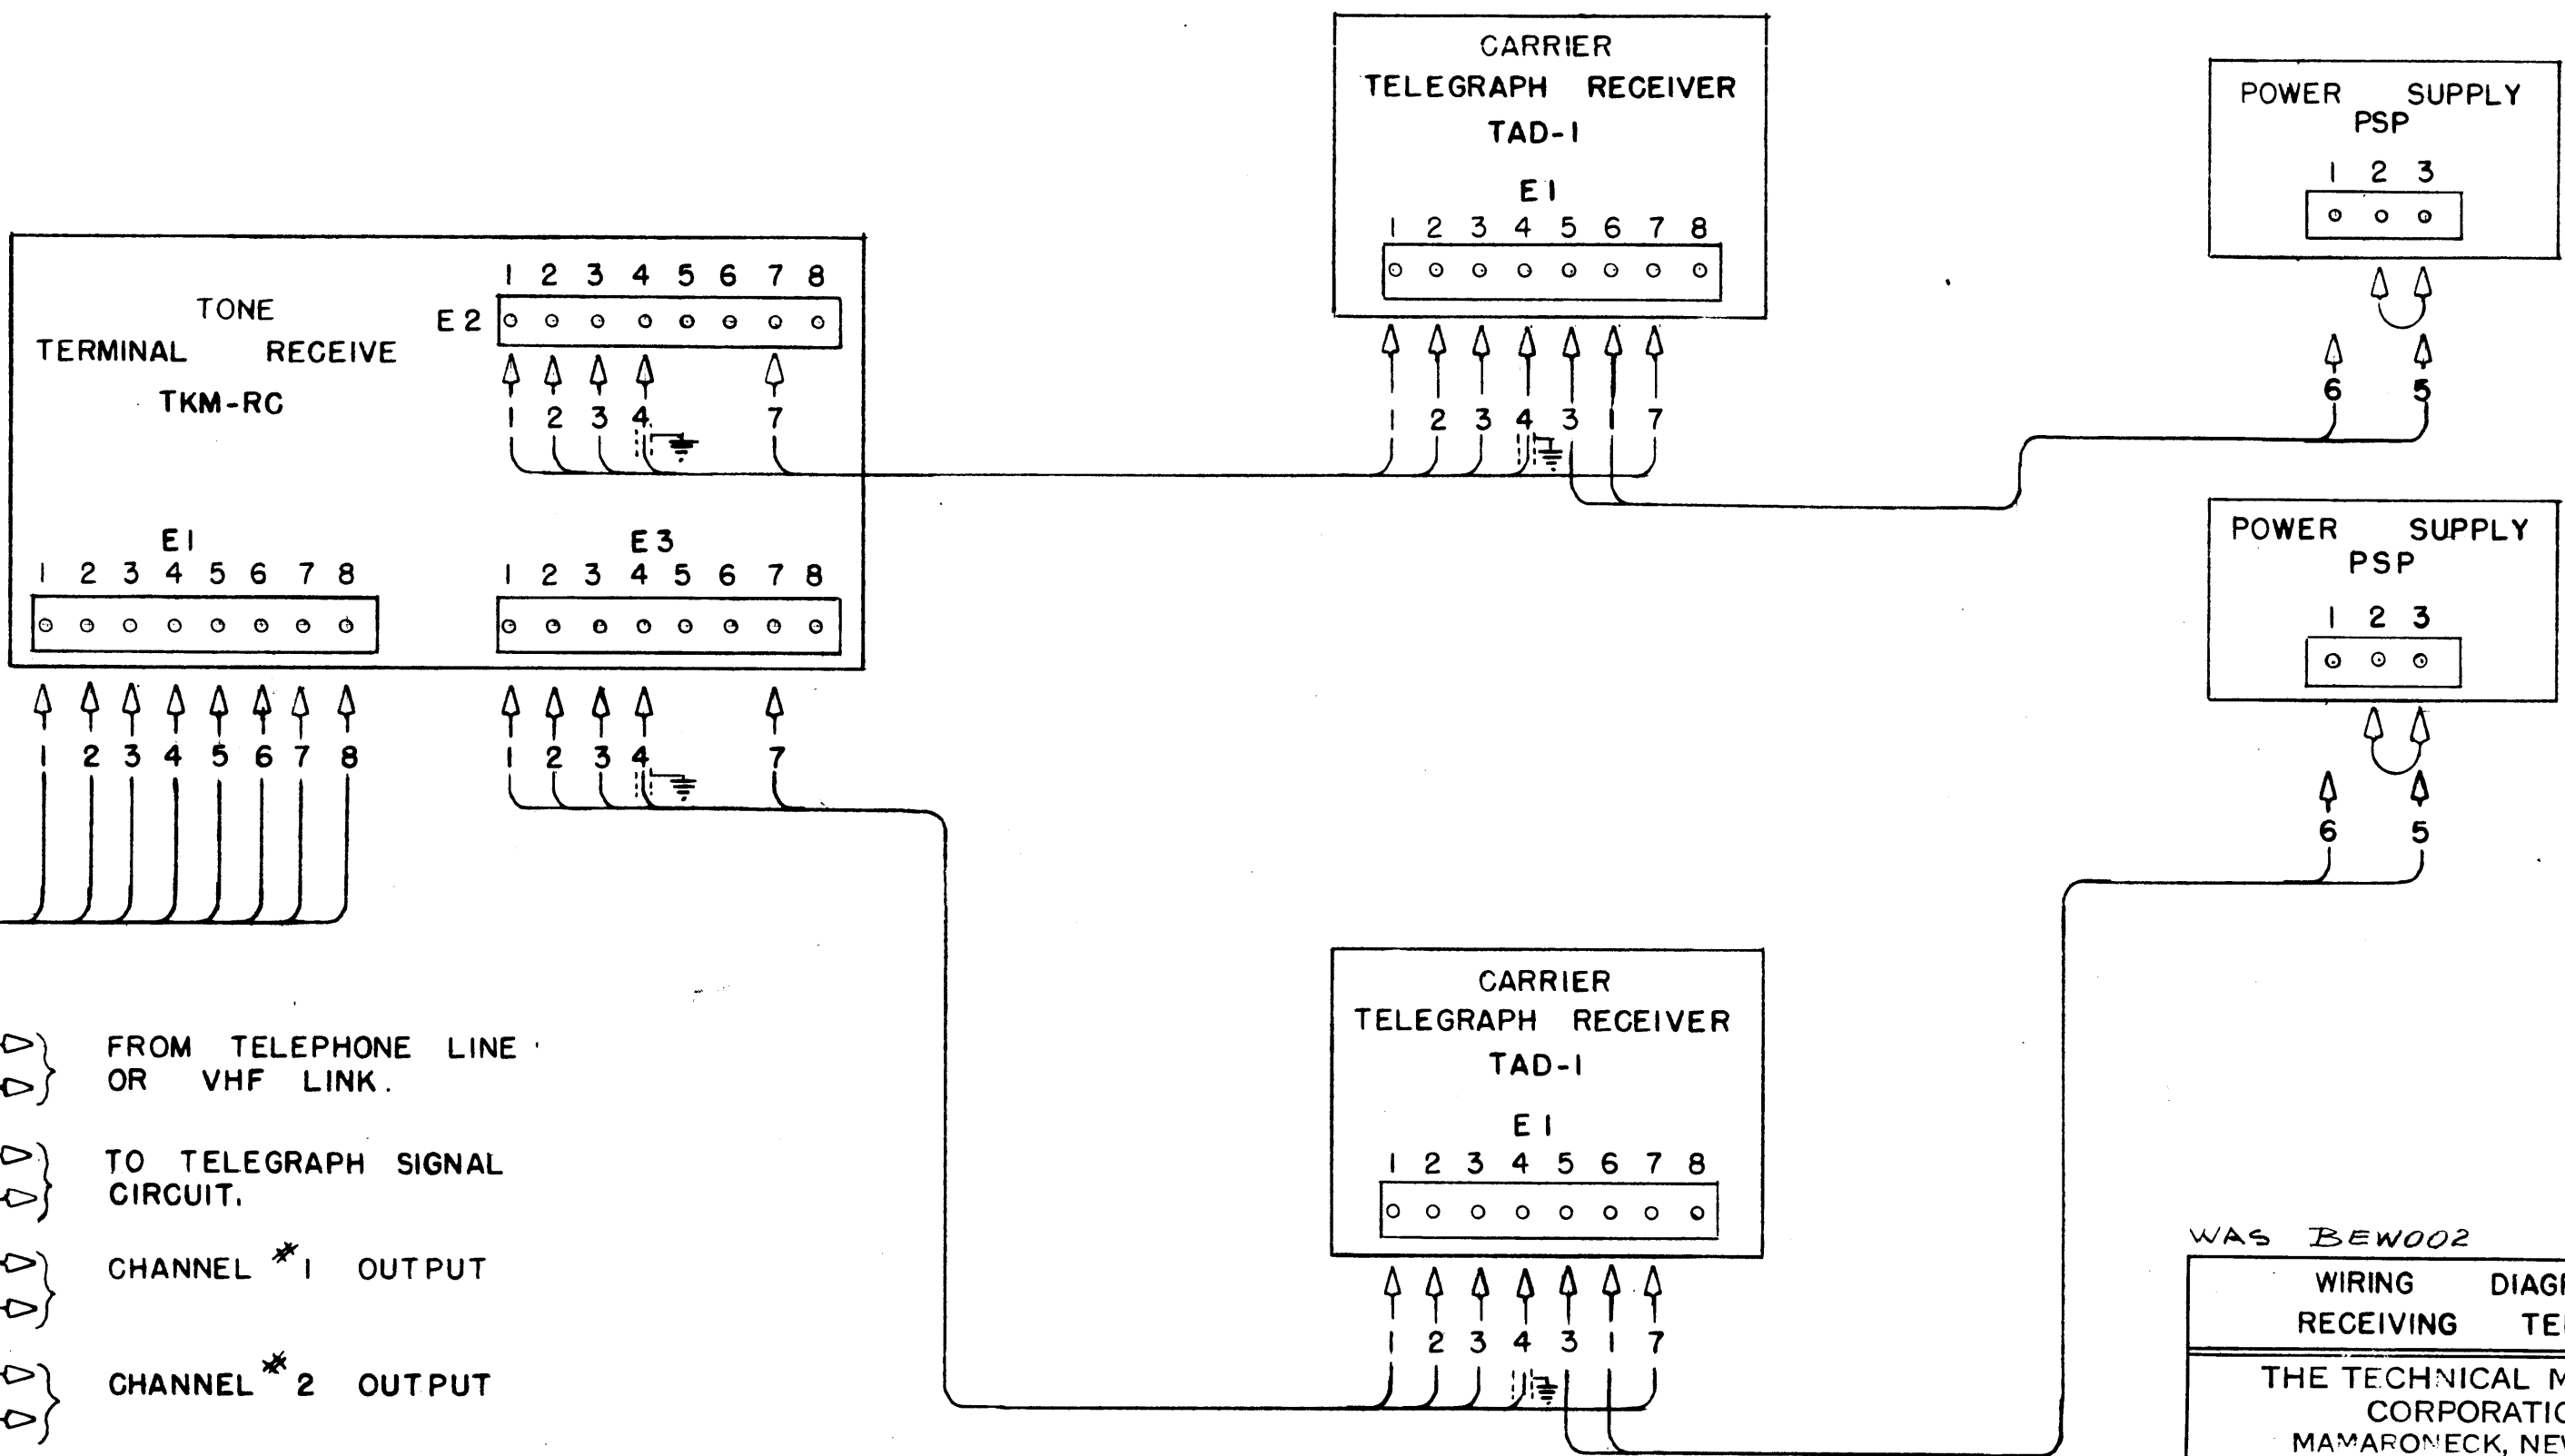 CARRIER
TELEGRAPH RECEIVER
TAD-1
E1
1 2 3 4 5 6 7 8
1 2 3 4 3 1 7
POWER SUPPLY
PSP
1 2 3
6 5
TONE
TERMINAL RECEIVE
TKM-RC
E2
1 2 3 4 5 6 7 8
1 2 3 4 7
E1
1 2 3 4 5 6 7 8
1 2 3 4 5 6 7 8
E3
1 2 3 4 5 6 7 8
1 2 3 4 7
POWER SUPPLY
PSP
1 2 3
6 5
CARRIER
TELEGRAPH RECEIVER
TAD-1
E1
1 2 3 4 5 6 7 8
1 2 3 4 3 1 7
FROM TELEPHONE LINE
OR VHF LINK.
TO TELEGRAPH SIGNAL
CIRCUIT.
CHANNEL #1 OUTPUT
CHANNEL #2 OUTPUT
WAS BEW002
WIRING
RECEIVING
THE TECHNICAL
MAMARONECK,